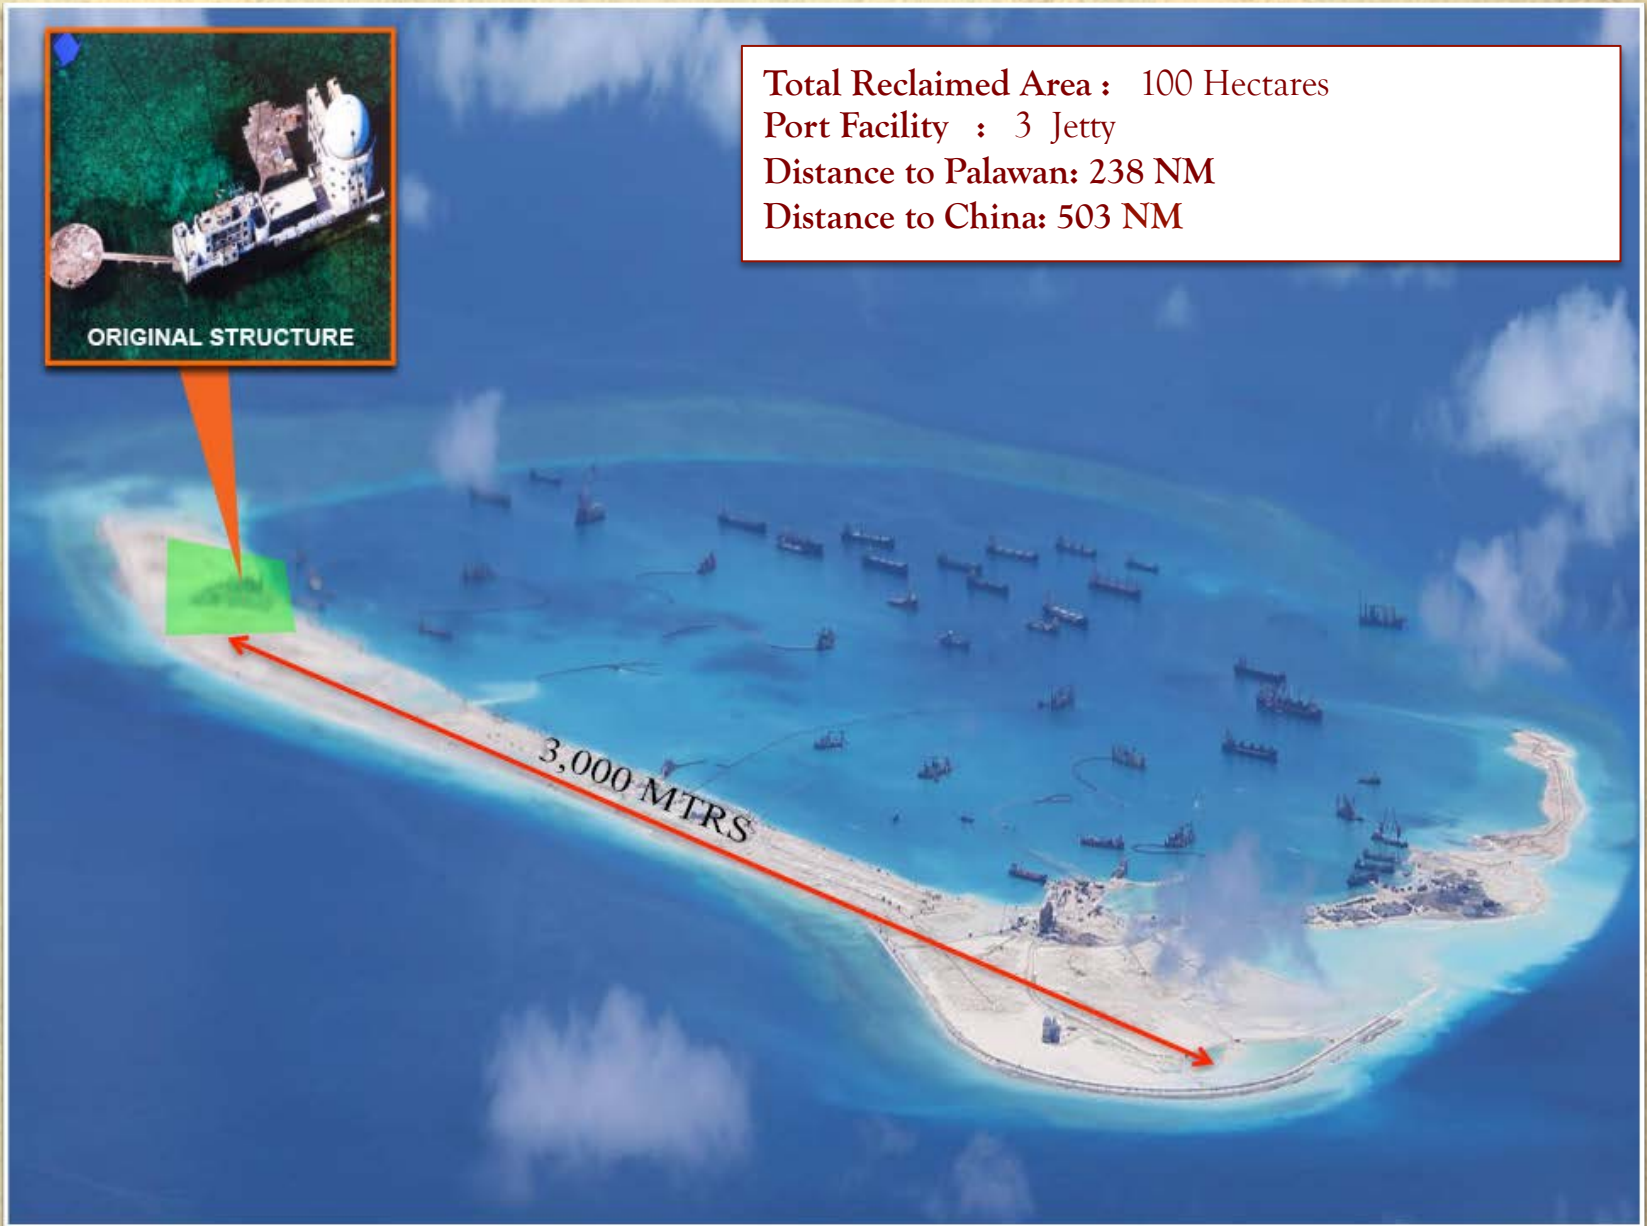 Total Reclaimed Area : 100 Hectares
Port Facility : 3 Jetty
Distance to Palawan: 238 NM
Distance to China: 503 NM
ORIGINAL STRUCTURE
3,000 MTRS